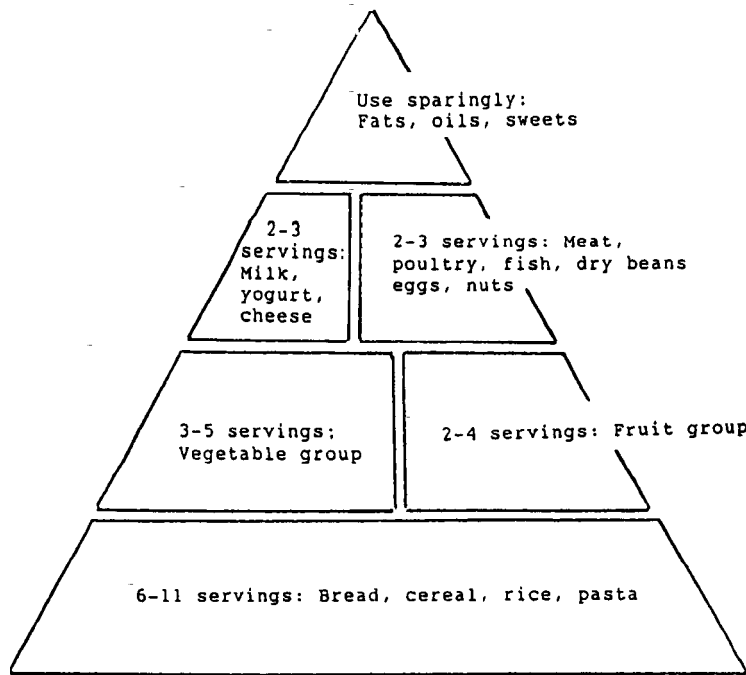 Use sparingly:
Fats, oils, sweets
2-3
servings:
Milk,
yogurt,
cheese
2-3 servings: Meat,
poultry, fish, dry beans
eggs, nuts
3-5 servings:
Vegetable group
2-4 servings: Fruit group
6-11 servings: Bread, cereal, rice, pasta